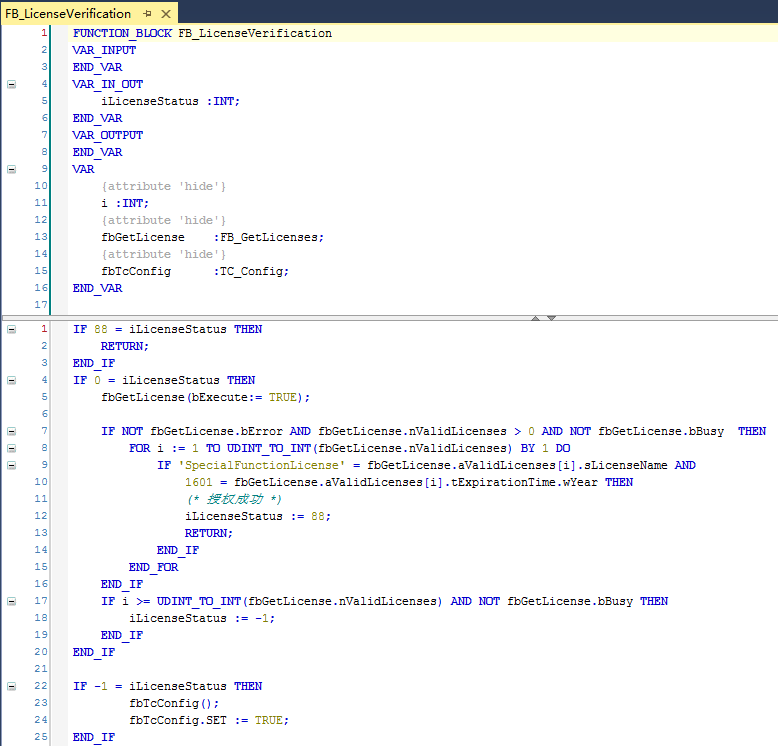 FB_LicenseVerification
1 FUNCTION_BLOCK FB_LicenseVerification
2 VAR_INPUT
3 END_VAR
4 VAR_IN_OUT
5 iLicenseStatus :INT;
6 END_VAR
7 VAR_OUTPUT
8 END_VAR
9 VAR
10 {attribute 'hide'}
11 i :INT;
12 {attribute 'hide'}
13 fbGetLicense :FB_GetLicenses;
14 {attribute 'hide'}
15 fbTcConfig :TC_Config;
16 END_VAR
17
1 IF 88 = iLicenseStatus THEN
2 RETURN;
3 END_IF
4 IF 0 = iLicenseStatus THEN
5 fbGetLicense(bExecute:= TRUE);
6
7 IF NOT fbGetLicense.bError AND fbGetLicense.nValidLicenses > 0 AND NOT fbGetLicense.bBusy THEN
8 FOR i := 1 TO UDINT_TO_INT(fbGetLicense.nValidLicenses) BY 1 DO
9 IF 'SpecialFunctionLicense' = fbGetLicense.aValidLicenses[i].sLicenseName AND
10 1601 = fbGetLicense.aValidLicenses[i].tExpirationTime.wYear THEN
11 (* 授权成功 *)
12 iLicenseStatus := 88;
13 RETURN;
14 END_IF
15 END_FOR
16 END_IF
17 IF i >= UDINT_TO_INT(fbGetLicense.nValidLicenses) AND NOT fbGetLicense.bBusy THEN
18 iLicenseStatus := -1;
19 END_IF
20 END_IF
21
22 IF -1 = iLicenseStatus THEN
23 fbTcConfig();
24 fbTcConfig.SET := TRUE;
25 END_IF